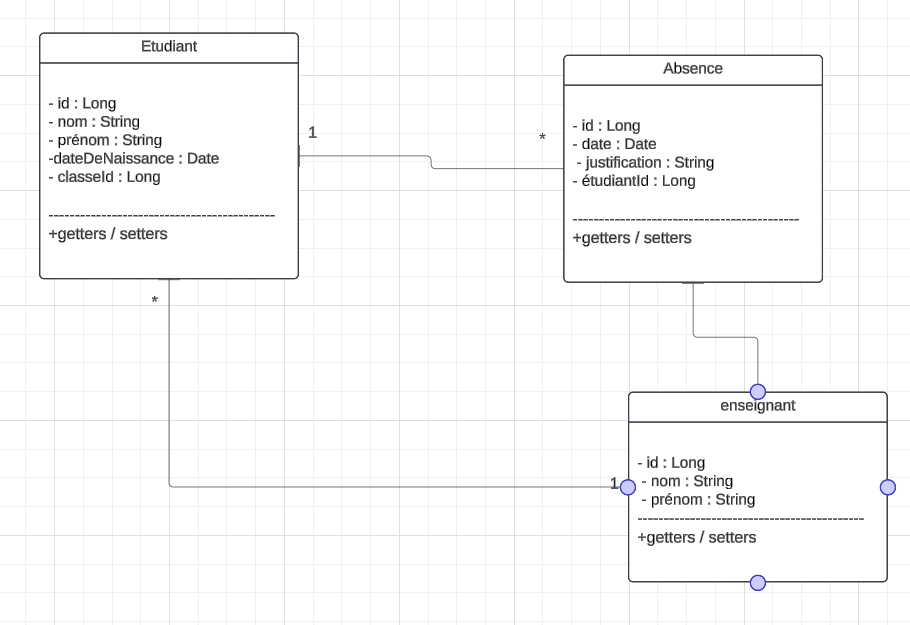 Etudiant
- id : Long
- nom : String
- prénom : String
-dateDeNaissance : Date
- classeId : Long
------------------------------------------
+getters / setters
1
*
Absence
- id : Long
- date : Date
- justification : String
- étudiantId : Long
------------------------------------------
+getters / setters
*
1
enseignant
- id : Long
- nom : String
- prénom : String
------------------------------------------
+getters / setters